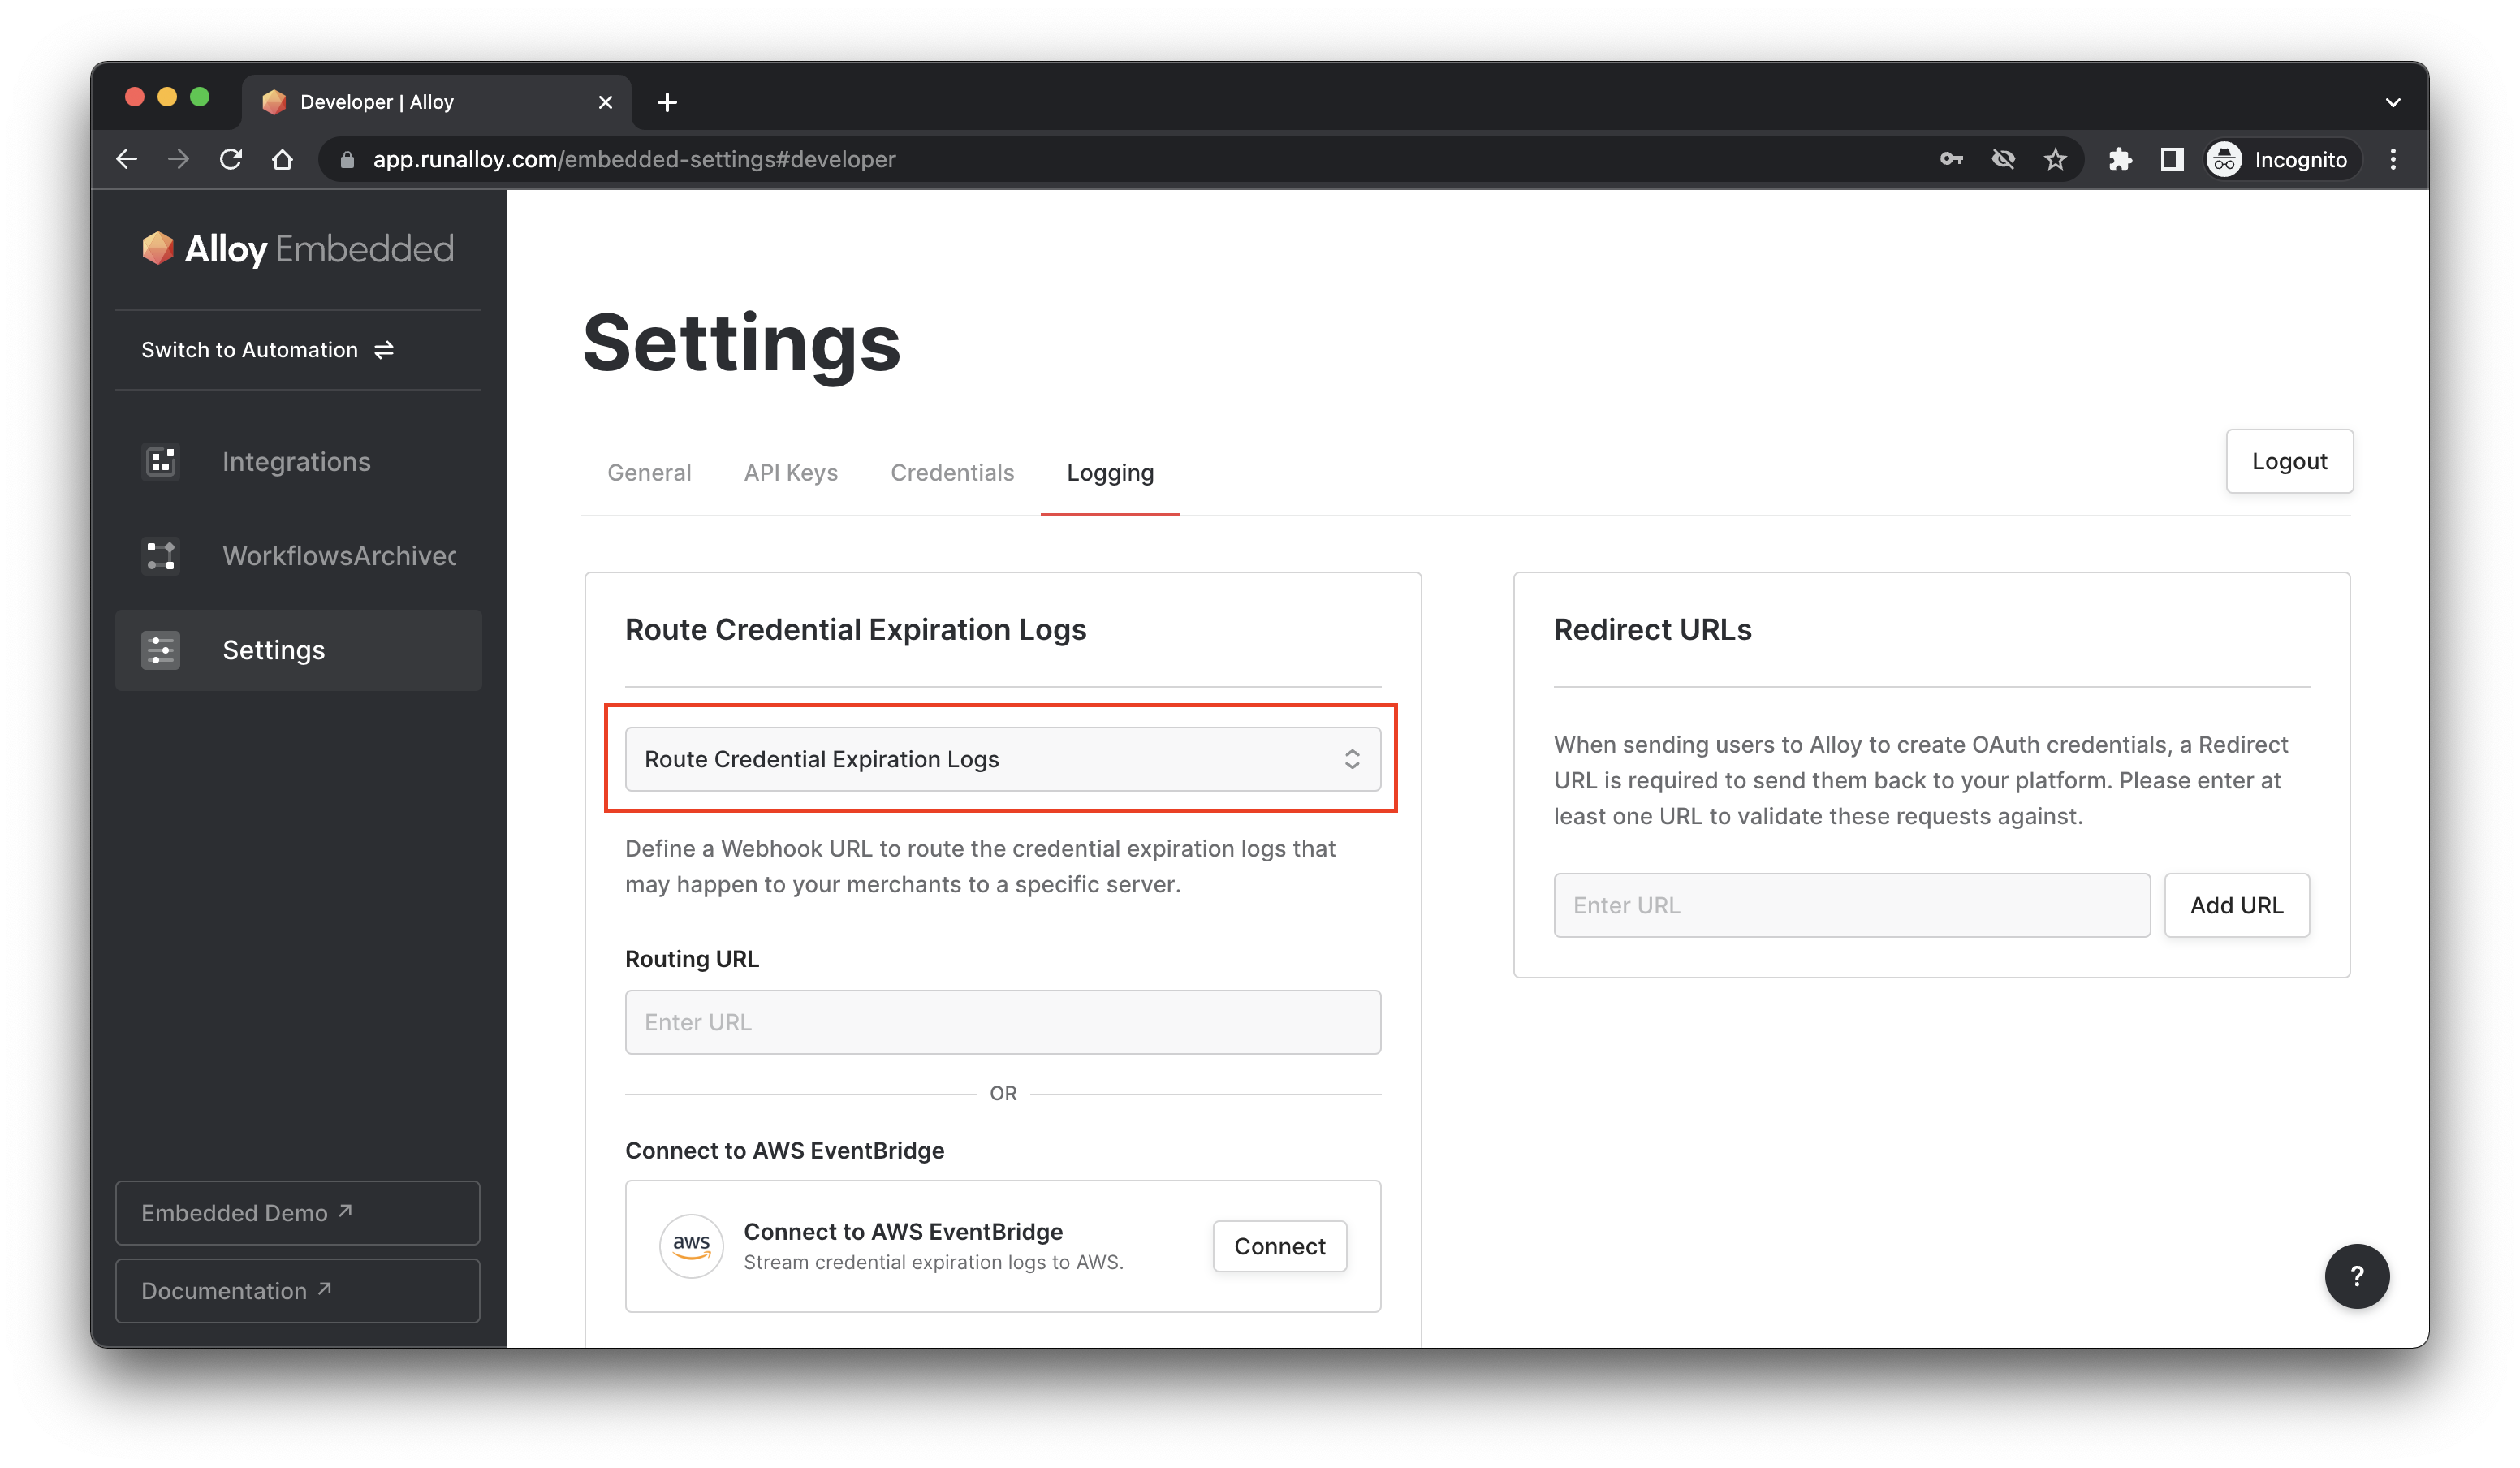 Developer | Alloy
app.runalloy.com/embedded-settings#developer
Incognito
Alloy Embedded
Switch to Automation
Integrations
WorkflowsArchived
Settings
Embedded Demo
Documentation
Settings
General
API Keys
Credentials
Logging
Logout
Route Credential Expiration Logs
Route Credential Expiration Logs
Define a Webhook URL to route the credential expiration logs that
may happen to your merchants to a specific server.
Routing URL
Enter URL
OR
Connect to AWS EventBridge
aws
Connect to AWS EventBridge
Stream credential expiration logs to AWS.
Connect
Redirect URLs
When sending users to Alloy to create OAuth credentials, a Redirect
URL is required to send them back to your platform. Please enter at
least one URL to validate these requests against.
Enter URL
Add URL
?